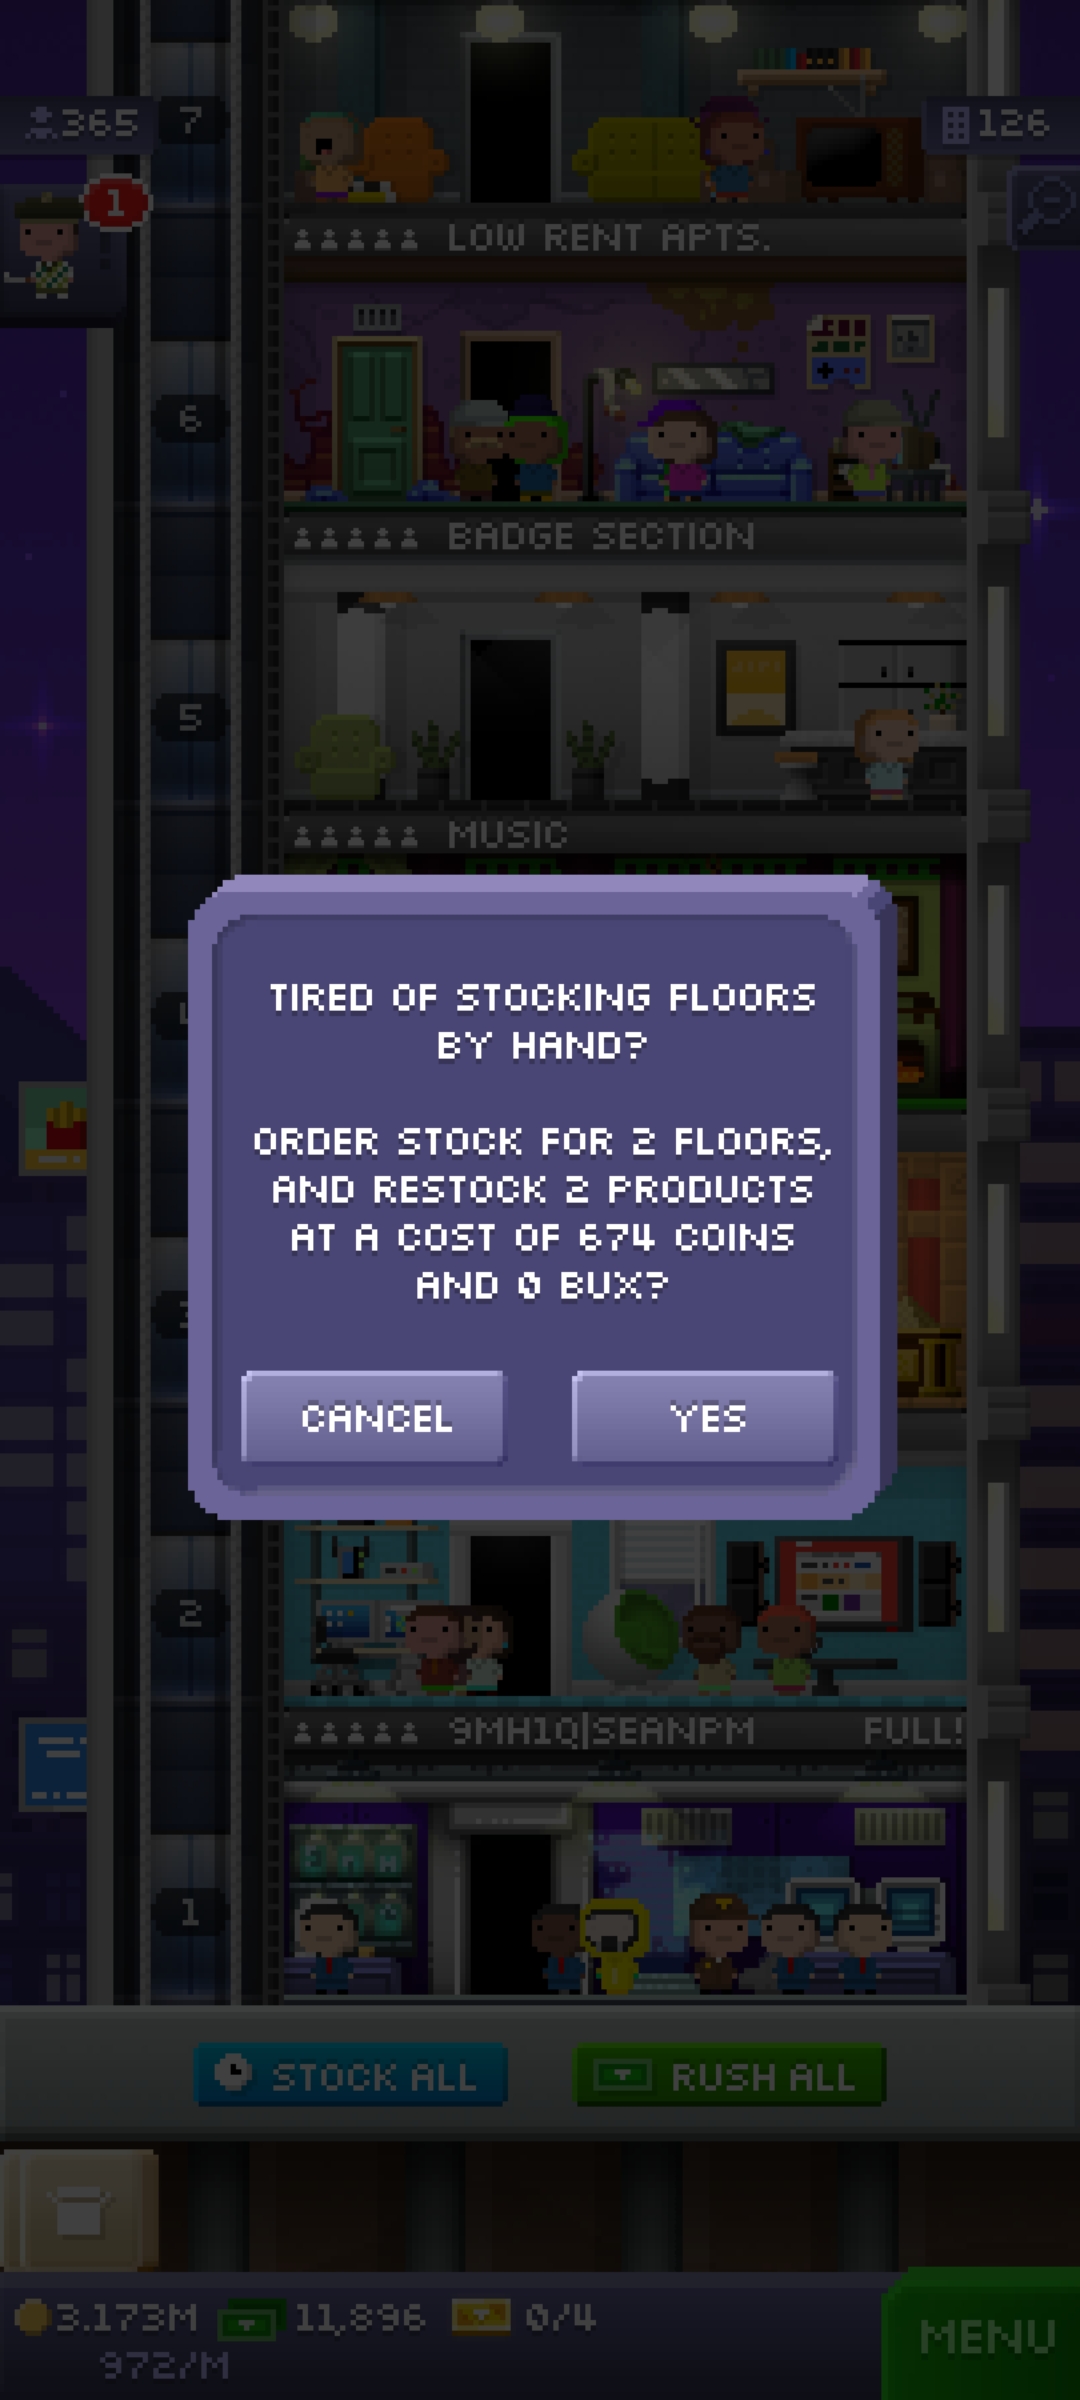 365
7
126
1
LOW RENT APTS.
6
BADGE SECTION
5
MUSIC
TIRED OF STOCKING FLOORS
BY HAND?
ORDER STOCK FOR 2 FLOORS,
AND RESTOCK 2 PRODUCTS
AT A COST OF 674 COINS
AND 0 BUX?
CANCEL
YES
2
9MH1Q|SEANPM
FULL!
1
STOCK ALL
RUSH ALL
3.173M
11,896
0/4
972/M
MENU